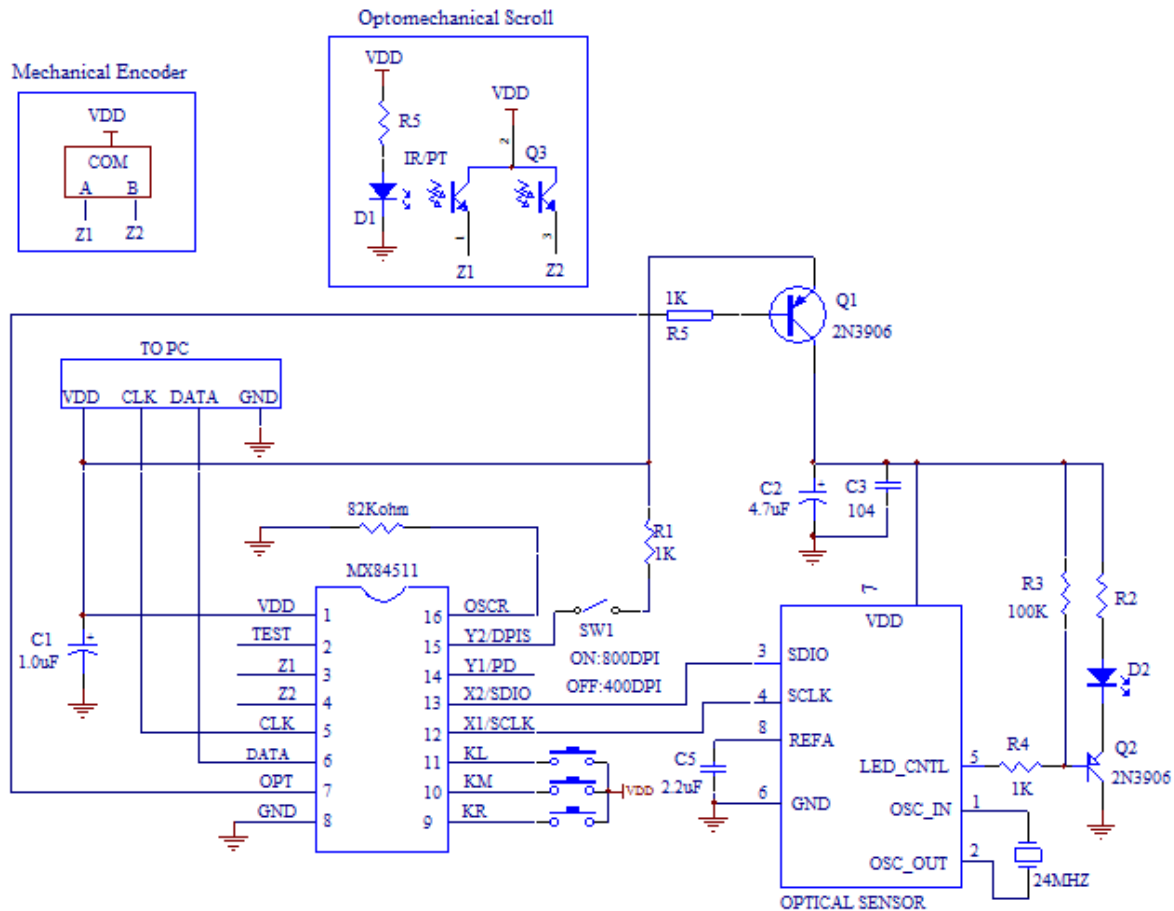 Optomechanical Scroll
Mechanical Encoder
VDD
COM
A B
Z1 Z2
VDD
R5
D1
IR/PT
VDD
2
Q3
1
3
Z1 Z2
1K
R5
Q1
2N3906
TO PC
VDD CLK DATA GND
82Kohm
R1
1K
C2
4.7uF
+
C3
104
MX84511
VDD 1
TEST 2
Z1 3
Z2 4
CLK 5
DATA 6
OPT 7
GND 8
16 OSCR
15 Y2/DPIS
14 Y1/PD
13 X2/SDIO
12 X1/SCLK
11 KL
10 KM
9 KR
C1
1.0uF
+
SW1
ON:800DPI
OFF:400DPI
VDD
C5
2.2uF
7
VDD
3 SDIO
4 SCLK
8 REFA
6 GND
LED_CNTL 5
OSC_IN 1
OSC_OUT 2
R3
100K
R2
D2
R4
1K
Q2
2N3906
24MHZ
OPTICAL SENSOR